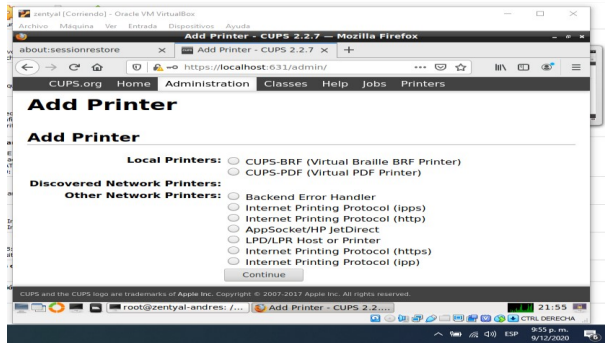 zentyal [Corriendo] - Oracle VM VirtualBox
Archivo Máquina Ver Entrada Dispositivos Ayuda
Add Printer - CUPS 2.2.7 — Mozilla Firefox
about:sessionrestore
Add Printer - CUPS 2.2.7
https://localhost:631/admin/
CUPS.org Home Administration Classes Help Jobs Printers
Add Printer
Add Printer
Local Printers: CUPS-BRF (Virtual Braille BRF Printer)
CUPS-PDF (Virtual PDF Printer)
Discovered Network Printers:
Other Network Printers: Backend Error Handler
Internet Printing Protocol (ipps)
Internet Printing Protocol (http)
AppSocket/HP JetDirect
LPD/LPR Host or Printer
Internet Printing Protocol (https)
Internet Printing Protocol (ipp)
Continue
CUPS and the CUPS logo are trademarks of Apple Inc. Copyright © 2007-2017 Apple Inc. All rights reserved.
root@zentyal-andres: /... Add Printer - CUPS 2.2.... 21:55
CTRL DERECHA
ESP 9:55 p. m.
9/12/2020